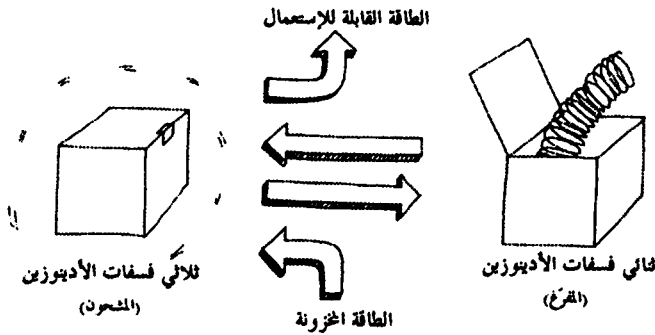 الطاقة القابلة للإستعمال
ثنائي فسفات الأدينوزين
(المفرّغ)
ثلاثي فسفات الأدينوزين
(المشحون)
الطاقة المخزونة